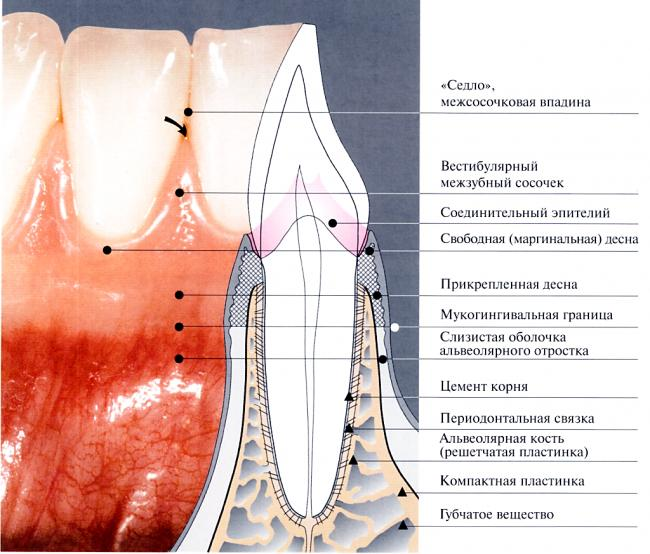 «Седло»,
межсосочковая впадина
Вестибулярный
межзубный сосочек
Соединительный эпителий
Свободная (маргинальная) десна
Прикрепленная десна
Мукогингивальная граница
Слизистая оболочка
альвеолярного отростка
Цемент корня
Периодонтальная связка
Альвеолярная кость
(решетчатая пластинка)
Компактная пластинка
Губчатое вещество